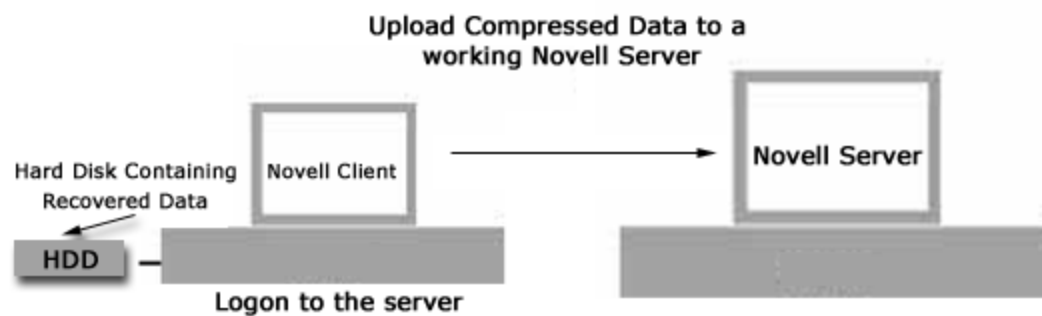 Upload Compressed Data to a
working Novell Server
Novell Client
Novell Server
Hard Disk Containing
Recovered Data
HDD
Logon to the server